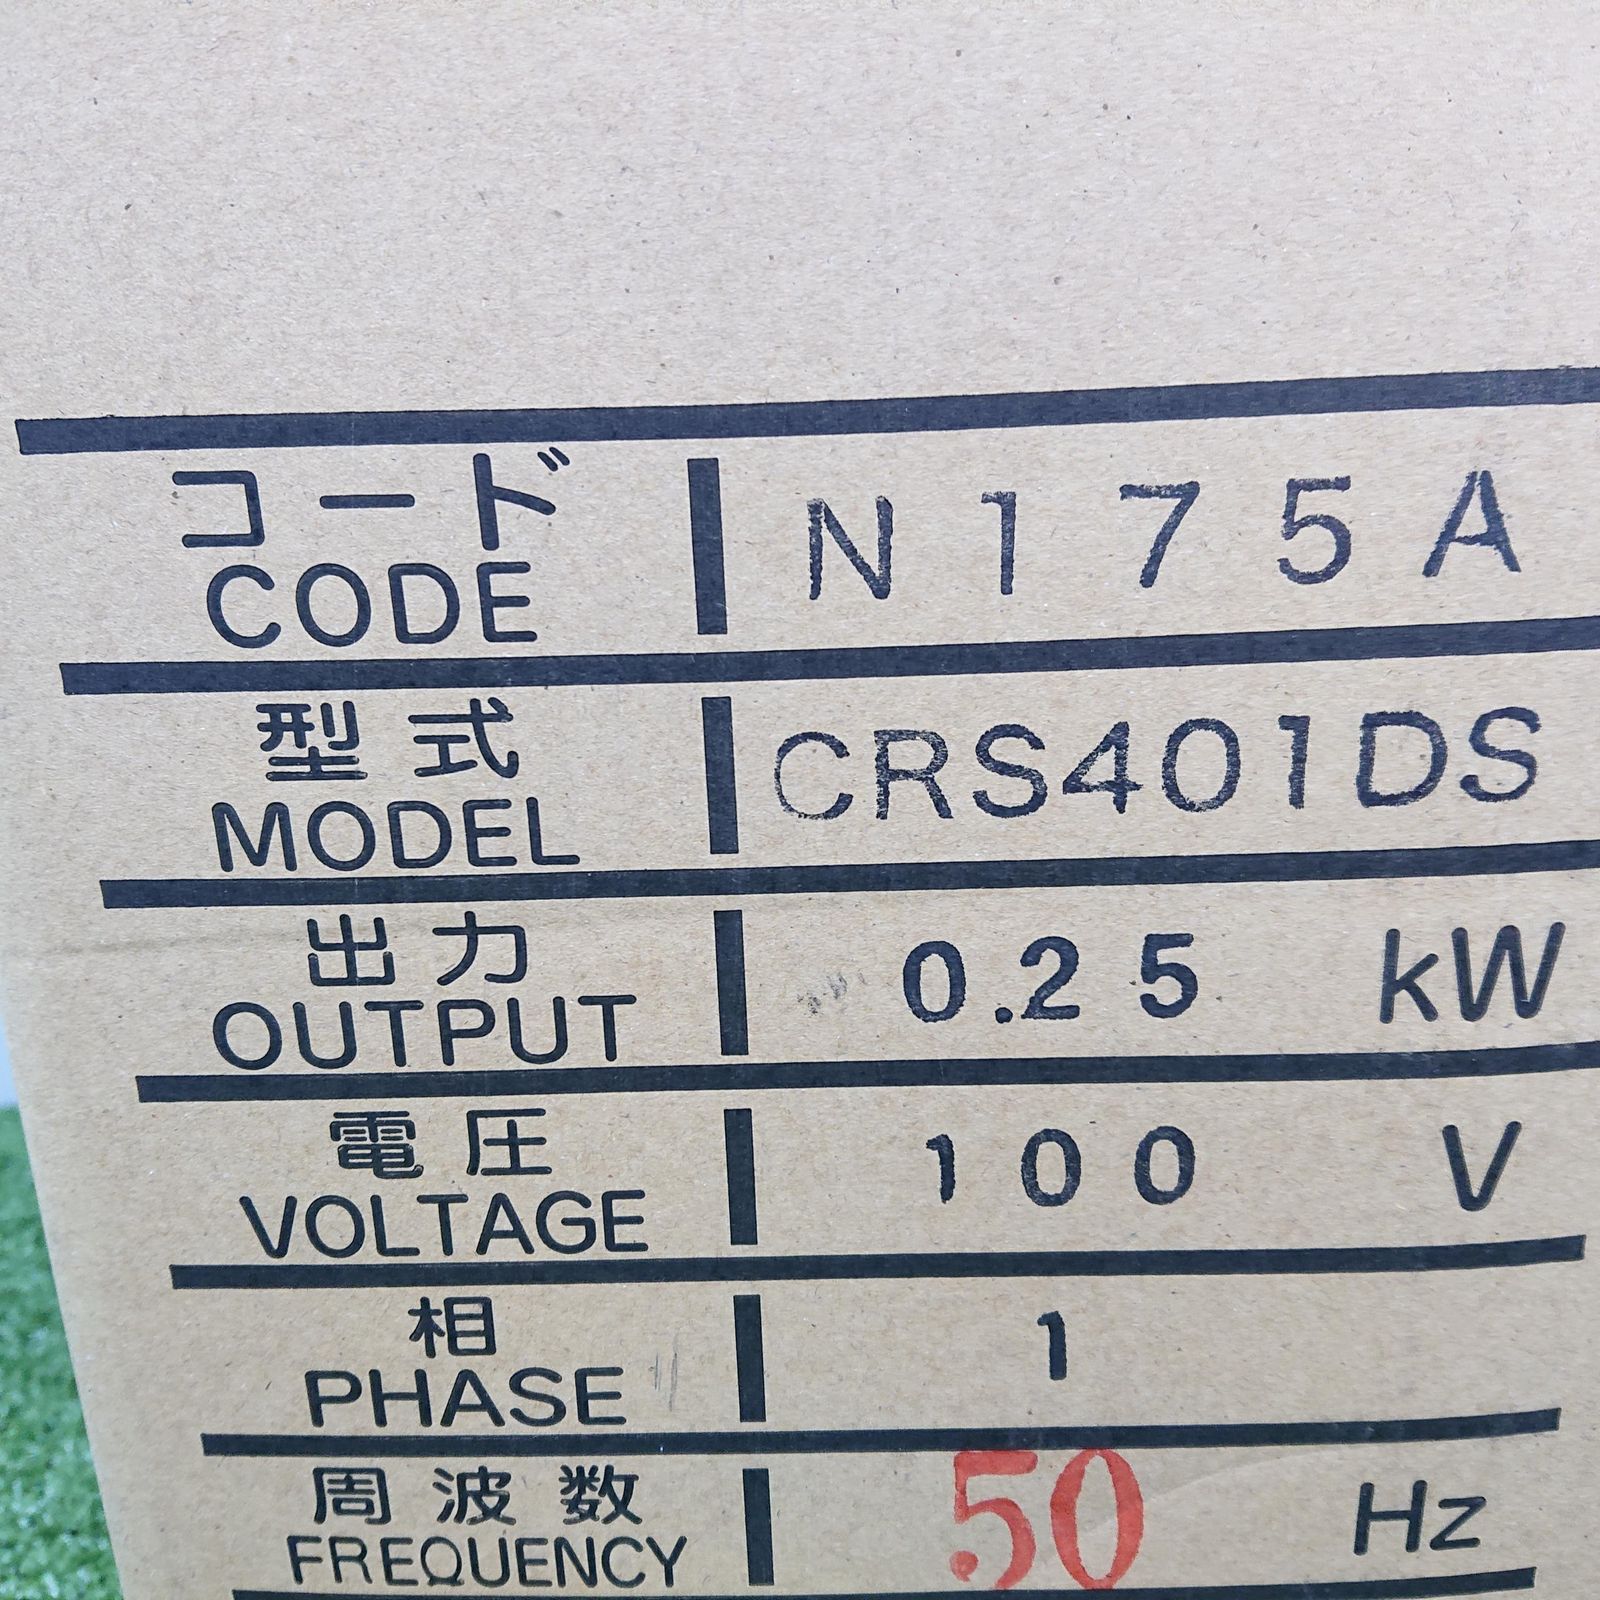 コード N175A
CODE
型式 CRS401DS
MODEL
出力 0.25 kW
OUTPUT
電圧 100 V
VOLTAGE
相 1
PHASE
周波数 50 Hz
FREQUENCY